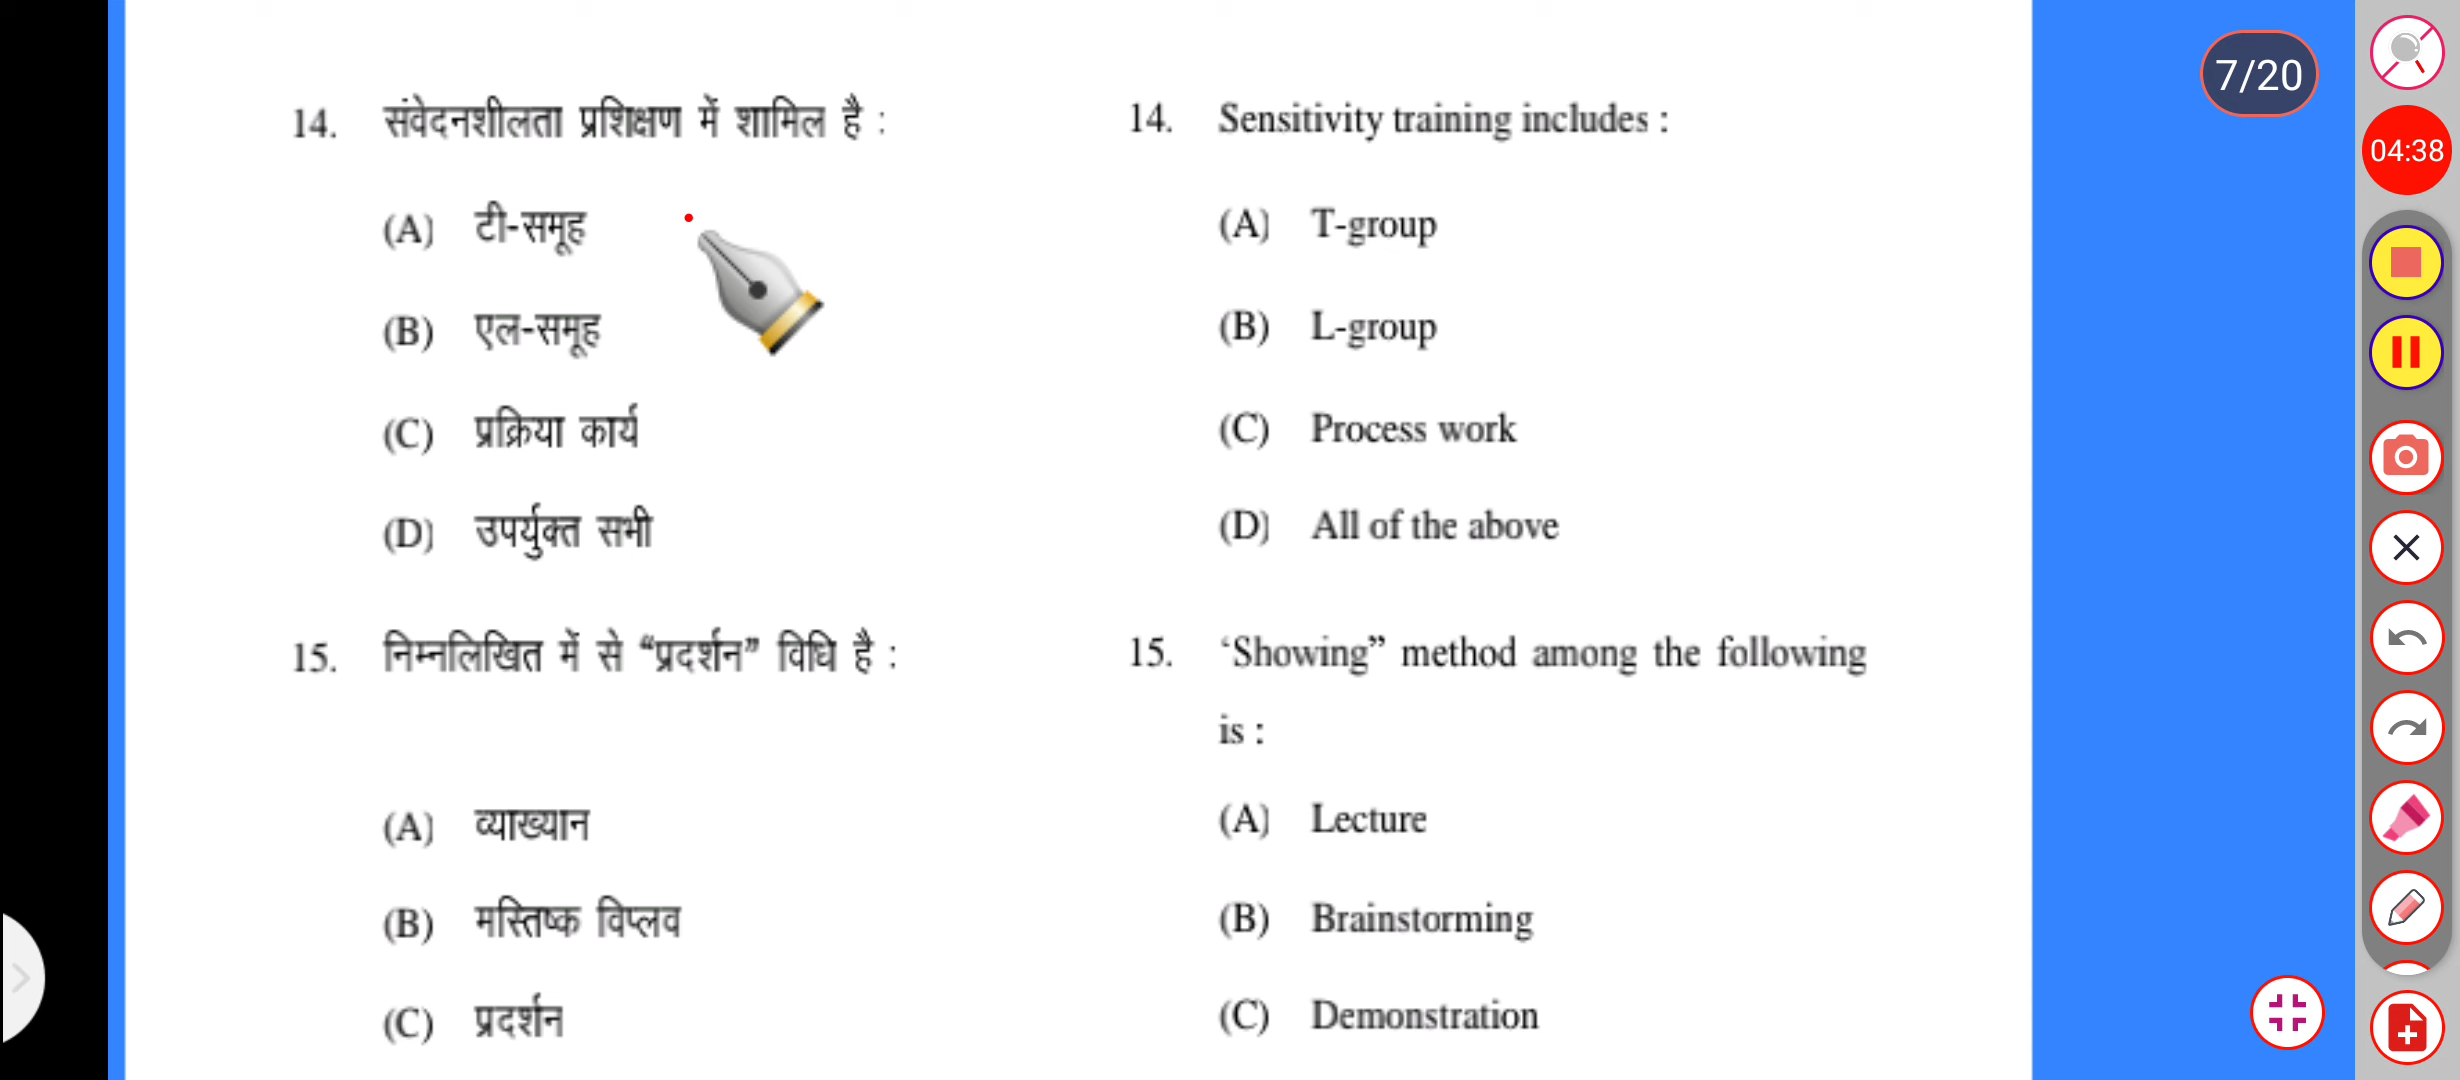 14. संवेदनशीलता प्रशिक्षण में शामिल है :
(A) टी-समूह
(B) एल-समूह
(C) प्रक्रिया कार्य
(D) उपर्युक्त सभी
15. निम्नलिखित में से “प्रदर्शन” विधि है :
(A) व्याख्यान
(B) मस्तिष्क विप्लव
(C) प्रदर्शन
14. Sensitivity training includes :
(A) T-group
(B) L-group
(C) Process work
(D) All of the above
15. ‘Showing” method among the following
is :
(A) Lecture
(B) Brainstorming
(C) Demonstration
7/20
04:38